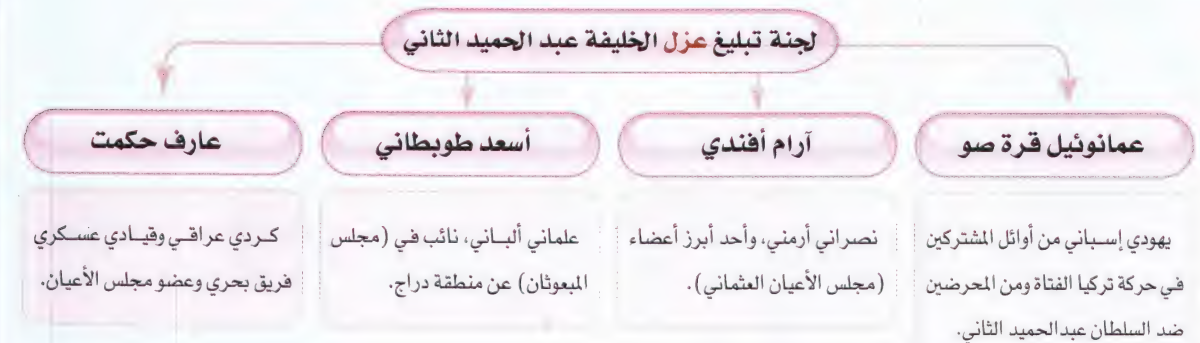 لجنة تبليغ عزل الخليفة عبد الحميد الثاني
عمانوئيل قرة صو
يهودي إسباني من أوائل المشتركين
في حركة تركيا الفتاة ومن المحرضين
ضد السلطان عبدالحميد الثاني.
آرام أفندي
نصراني أرمني، وأحد أبرز أعضاء
(مجلس الأعيان العثماني).
أسعد طوبطاني
علماني ألباني، نائب في (مجلس
المبعوثان) عن منطقة دراج.
عارف حكمت
كردي عراقي وقيادي عسكري
فريق بحري وعضو مجلس الأعيان.